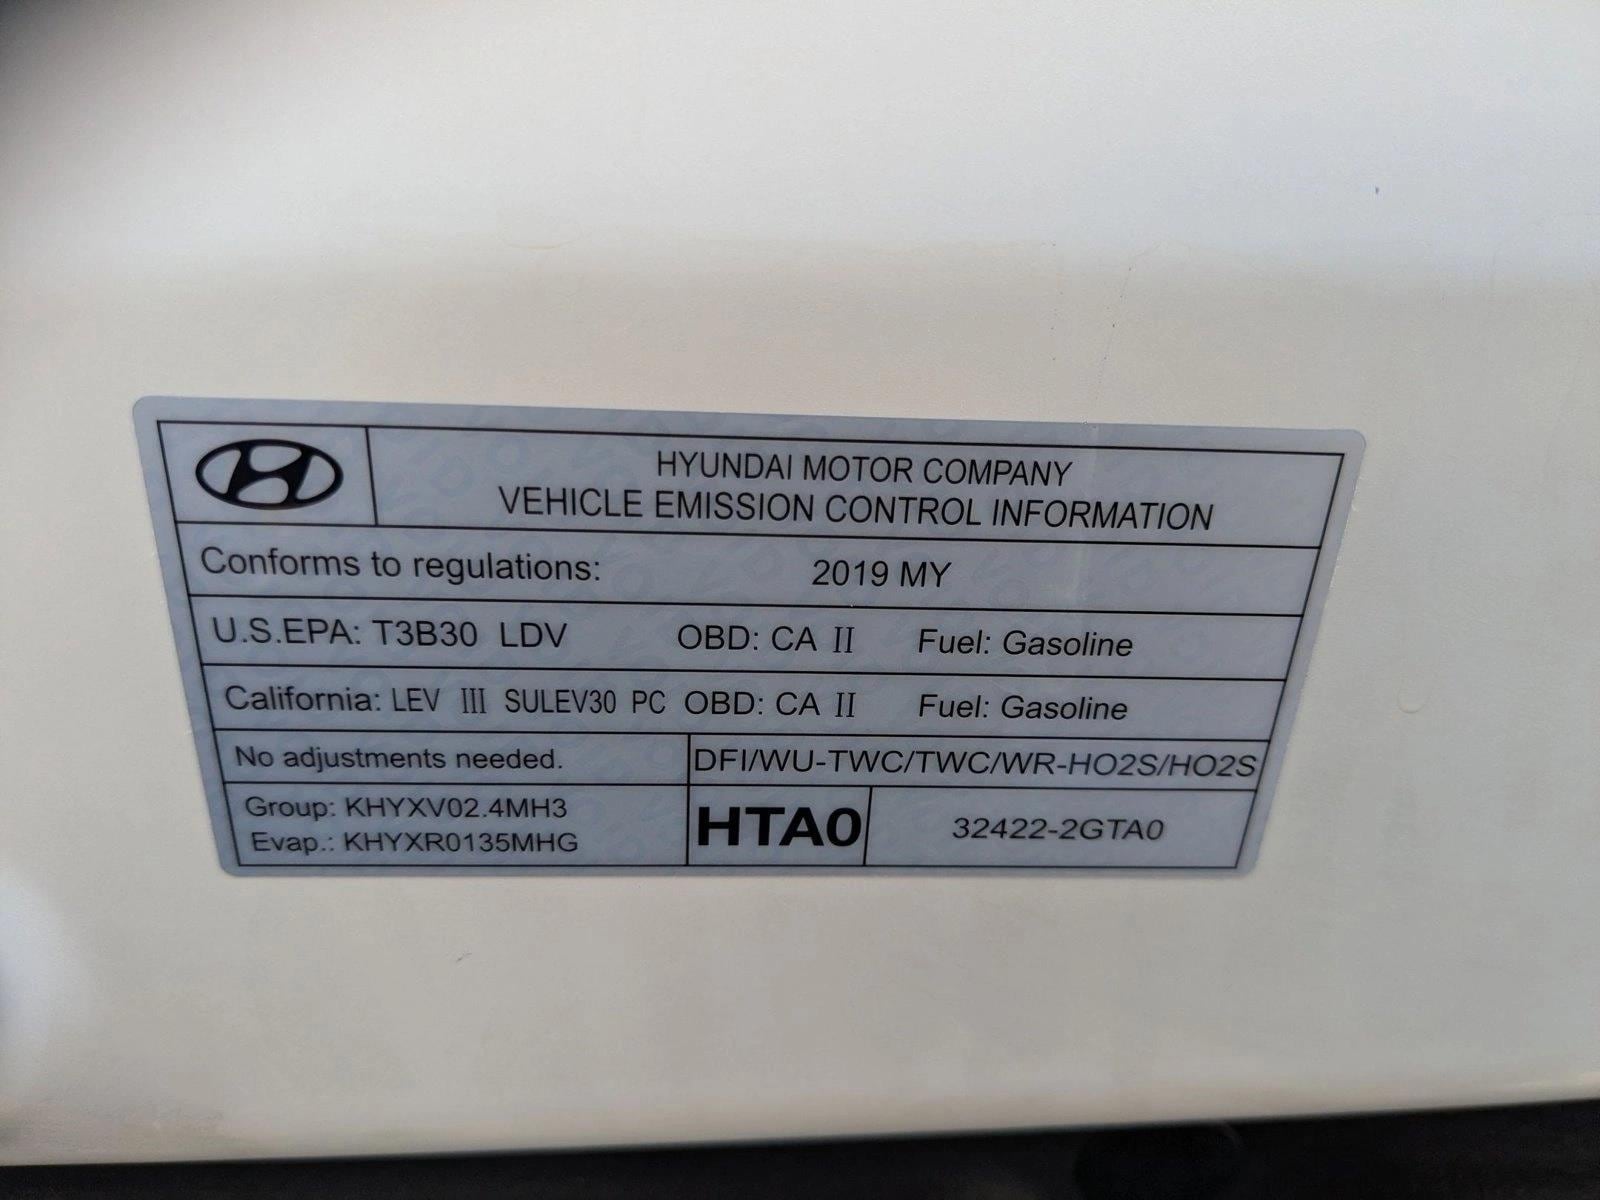 HYUNDAI MOTOR COMPANY
VEHICLE EMISSION CONTROL INFORMATION
Conforms to regulations: 2019 MY
U.S.EPA: T3B30 LDV OBD: CA II Fuel: Gasoline
California: LEV III SULEV30 PC OBD: CA II Fuel: Gasoline
No adjustments needed. DFI/WU-TWC/TWC/WR-HO2S/HO2S
Group: KHYXV02.4MH3
Evap.: KHYXR0135MHG
HTA0 32422-2GTA0